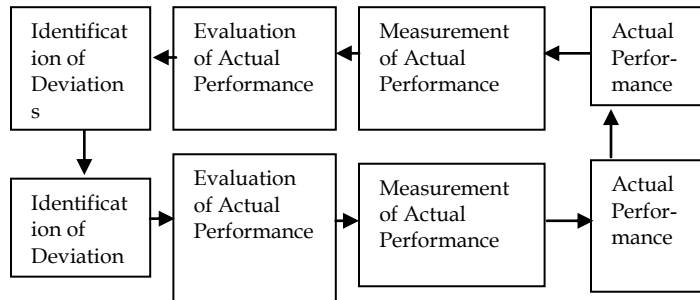 Identificat
ion of
Deviation
s
Evaluation
of Actual
Performance
Measurement
of Actual
Performance
Actual
Perfor-
mance
Identificat
ion of
Deviation
Evaluation
of Actual
Performance
Measurement
of Actual
Performance
Actual
Perfor-
mance